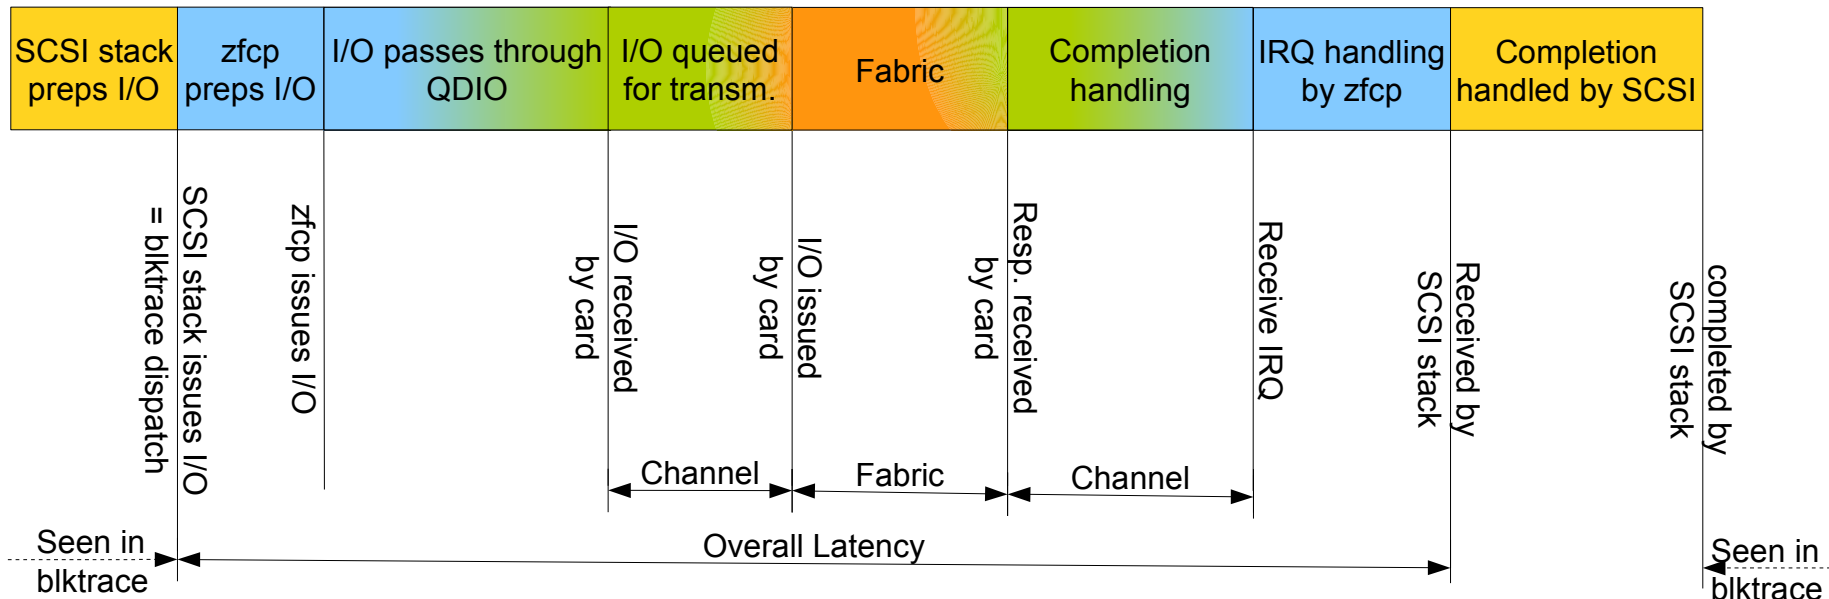 SCSI stack
preps I/O
zfcp
preps I/O
I/O passes through
QDIO
I/O queued
for transm.
Fabric
Completion
handling
IRQ handling
by zfcp
Completion
handled by SCSI
SCSI stack issues I/O
= blktrace dispatch
zfcp issues I/O
I/O received
by card
I/O issued
by card
Resp. received
by card
Receive IRQ
Received by
SCSI stack
completed by
SCSI stack
Channel
Fabric
Channel
Seen in
blktrace
Overall Latency
Seen in
blktrace